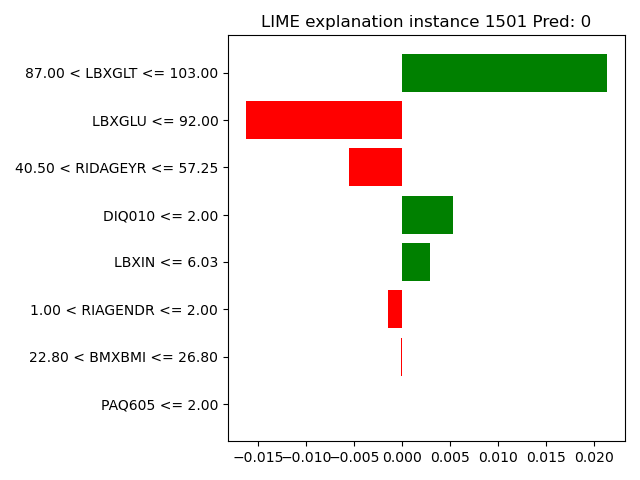 LIME explanation instance 1501 Pred: 0
87.00 < LBXGLT <= 103.00
LBXGLU <= 92.00
40.50 < RIDAGEYR <= 57.25
DIQ010 <= 2.00
LBXIN <= 6.03
1.00 < RIAGENDR <= 2.00
22.80 < BMXBMI <= 26.80
PAQ605 <= 2.00
−0.015 −0.010 −0.005 0.000 0.005 0.010 0.015 0.020